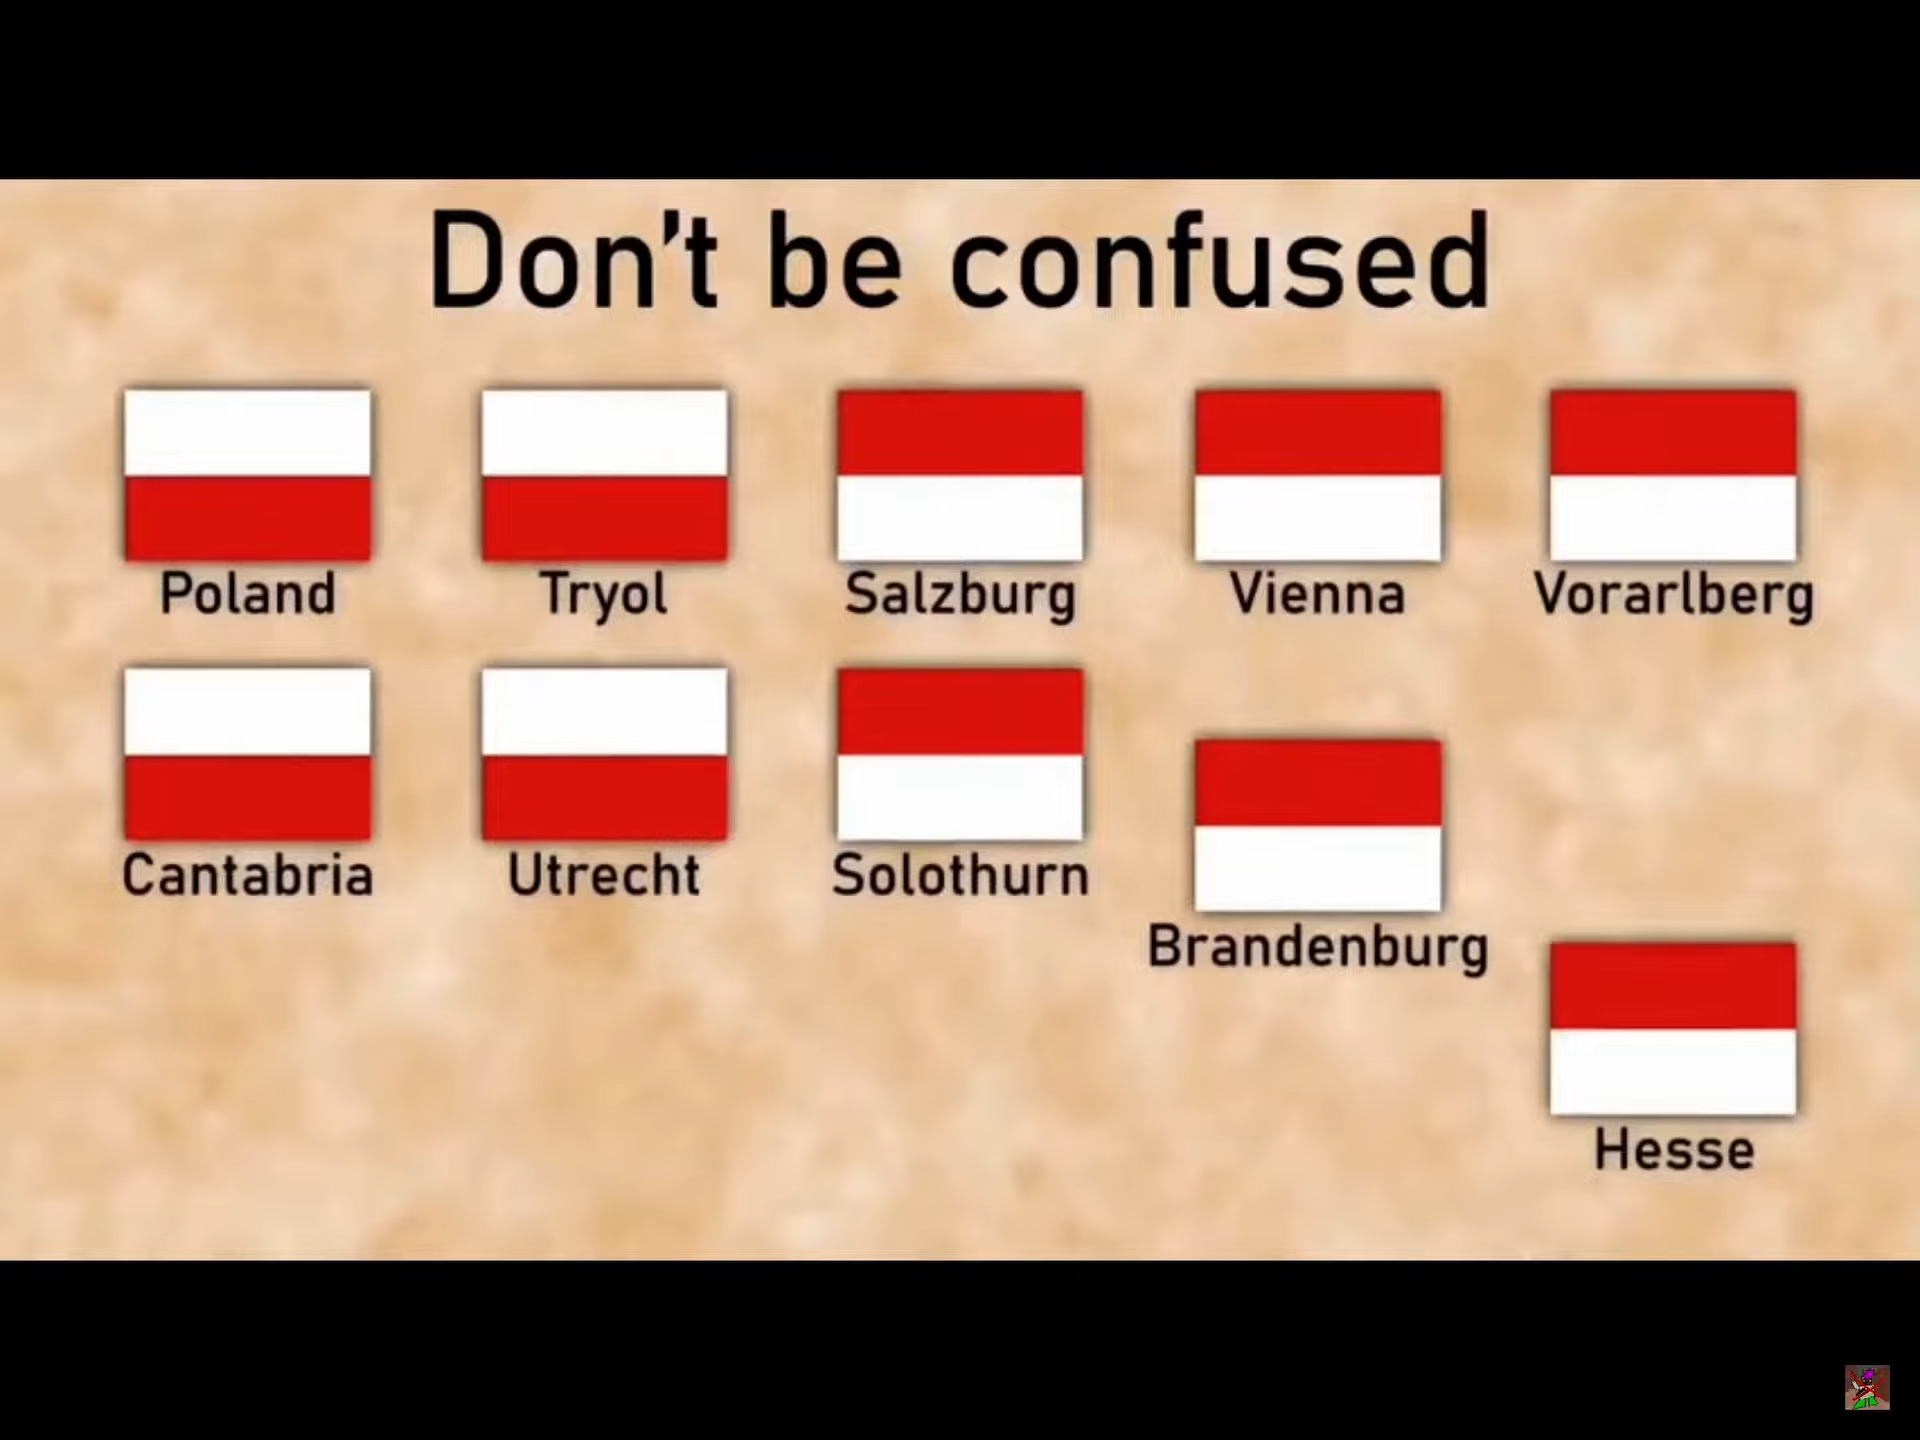 Don't be confused
Poland Tryol Salzburg Vienna Vorarlberg
Cantabria Utrecht Solothurn
Brandenburg
Hesse